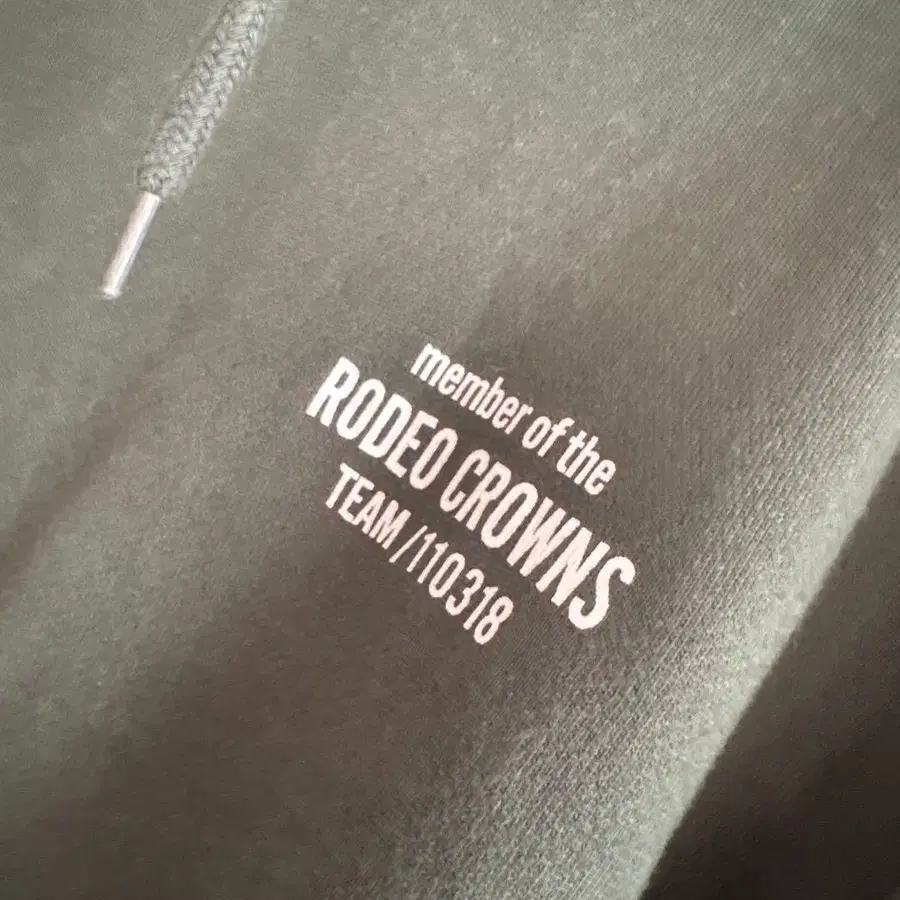 member of the
RODEO CROWNS
TEAM/110318